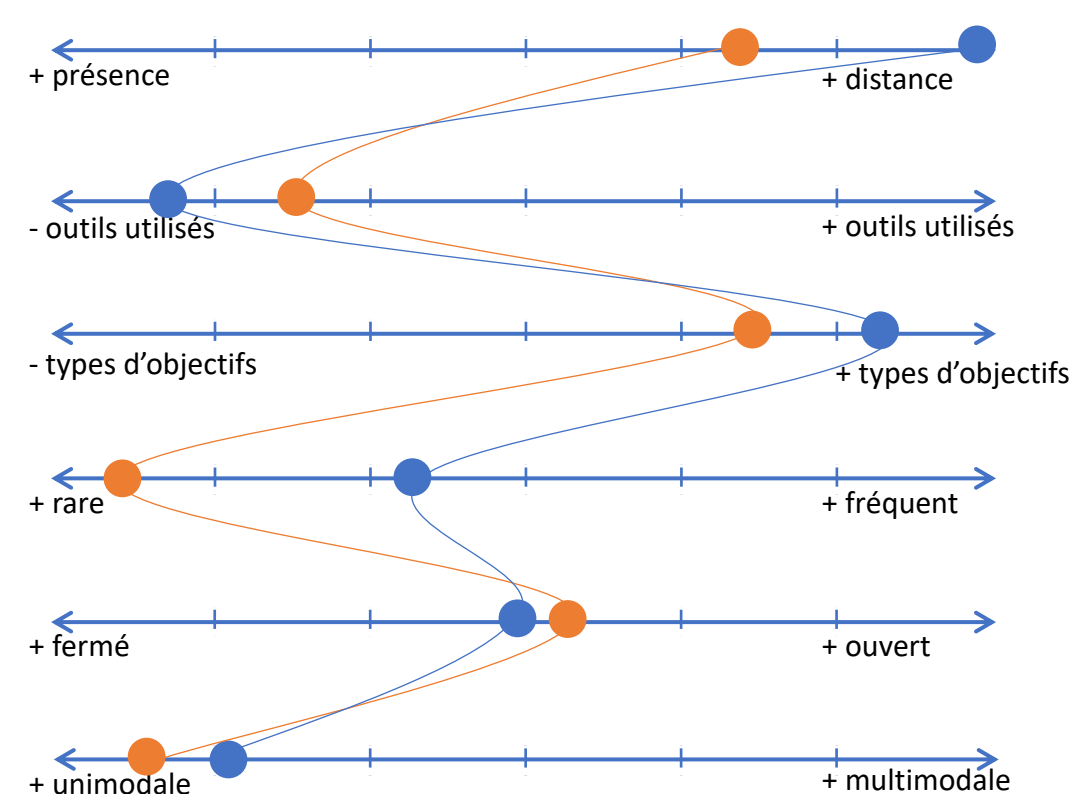 + présence
+ distance
- outils utilisés
+ outils utilisés
- types d'objectifs
+ types d'objectifs
+ rare
+ fréquent
+ fermé
+ ouvert
+ unimodale
+ multimodale